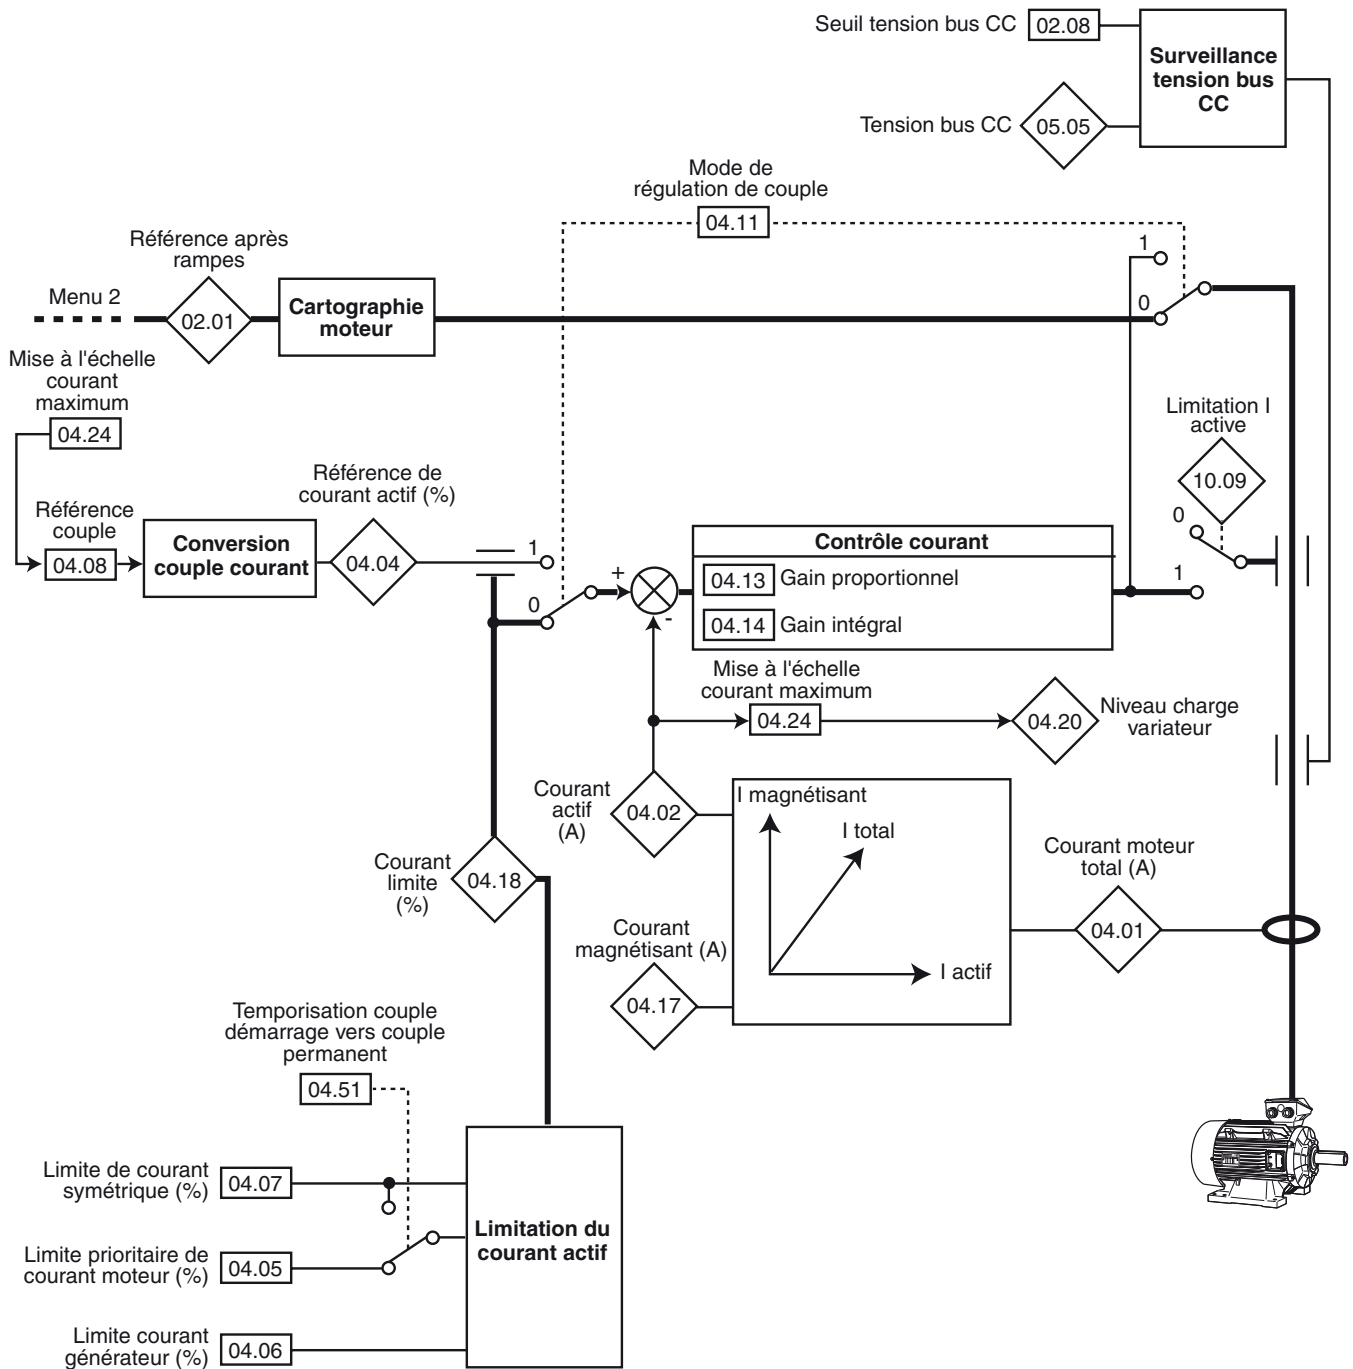 Seuil tension bus CC 02.08
Surveillance
tension bus
CC
Tension bus CC 05.05
Mode de
régulation de couple
04.11
Référence après
rampes
Menu 2
02.01
Cartographie
moteur
1
0
Mise à l'échelle
courant
maximum
04.24
Limitation I
active
10.09
0
1
Référence
couple
04.08
Conversion
couple courant
Référence de
courant actif (%)
04.04
1
0
+
-
Contrôle courant
04.13 Gain proportionnel
04.14 Gain intégral
Mise à l'échelle
courant maximum
04.24
04.20
Niveau charge
variateur
Courant
actif
(A)
04.02
I magnétisant
I total
I actif
Courant moteur
total (A)
04.01
Courant
limite
(%)
04.18
Courant
magnétisant (A)
04.17
Temporisation couple
démarrage vers couple
permanent
04.51
Limite de courant
symétrique (%)
04.07
Limite prioritaire de
courant moteur (%)
04.05
Limite courant
générateur (%)
04.06
Limitation du
courant actif